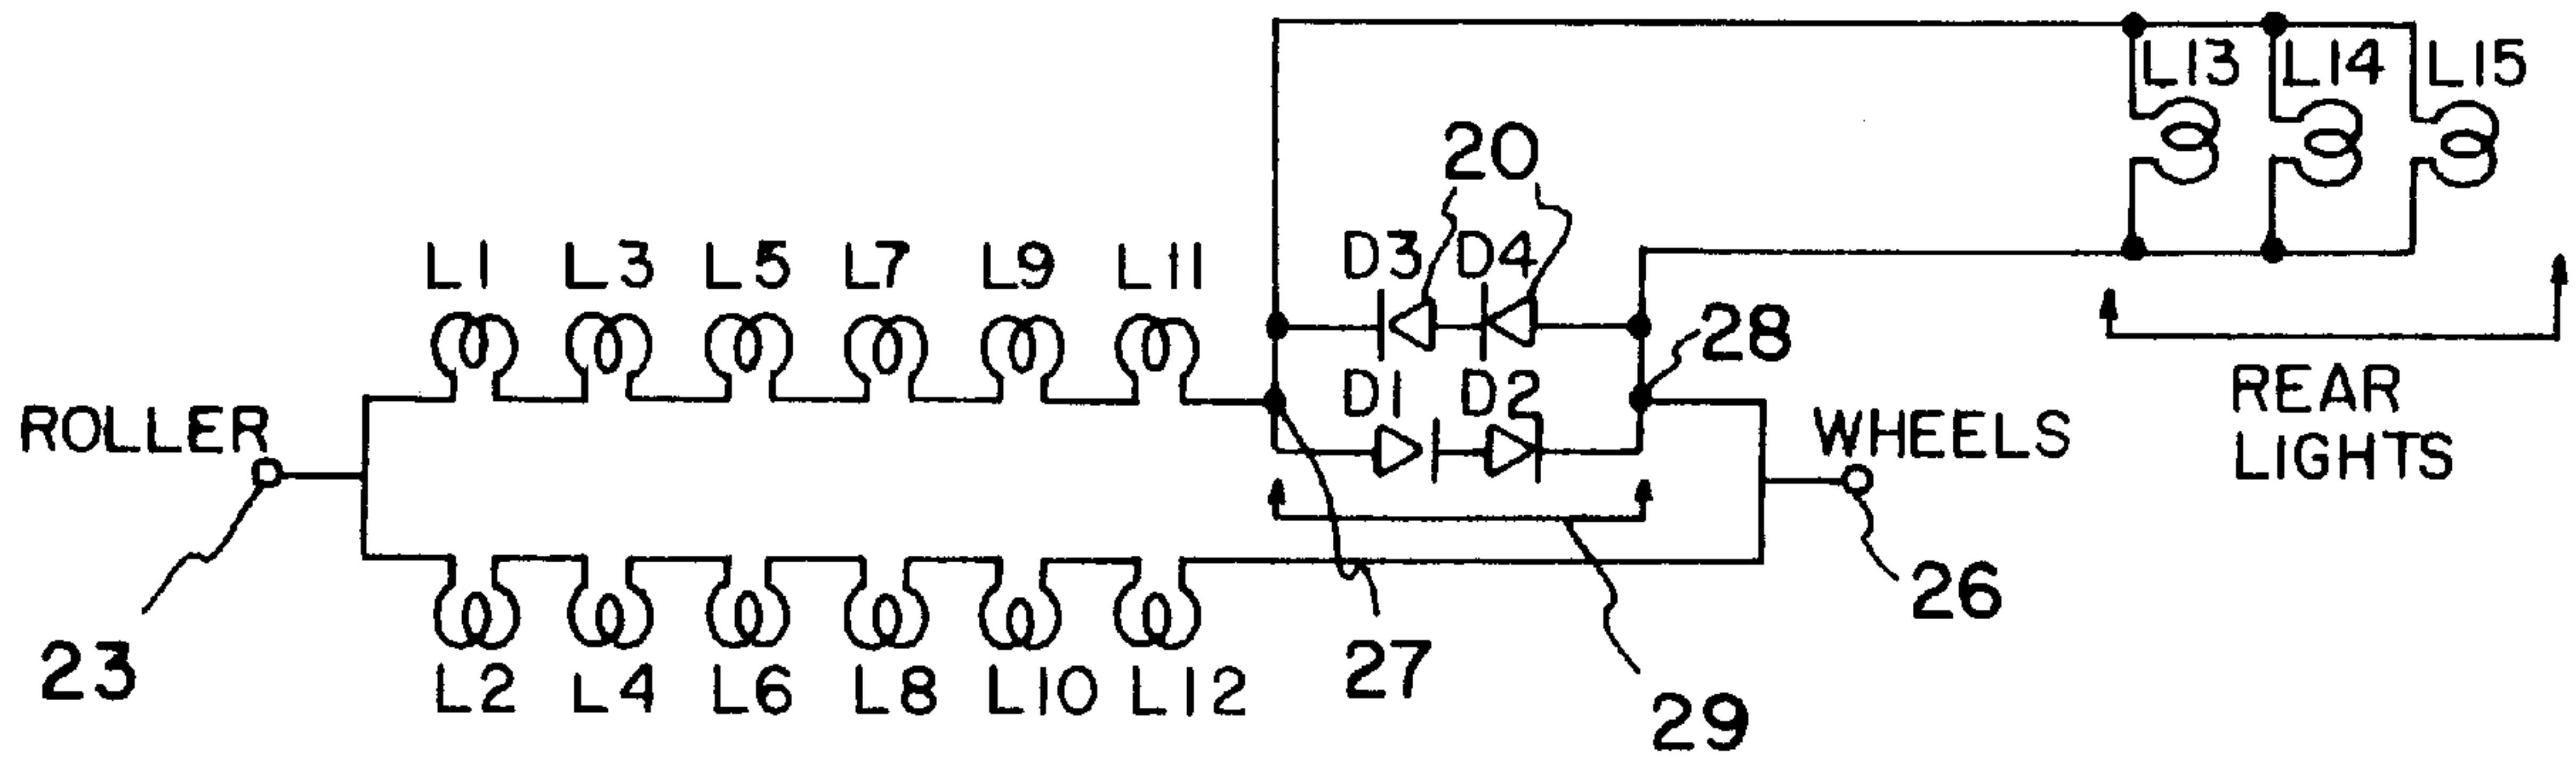 L13 L14 L15
20
L1 L3 L5 L7 L9 L11 D3 D4
28
D1 D2
REAR
LIGHTS
ROLLER
WHEELS
26
23
L2 L4 L6 L8 L10 L12
27
29